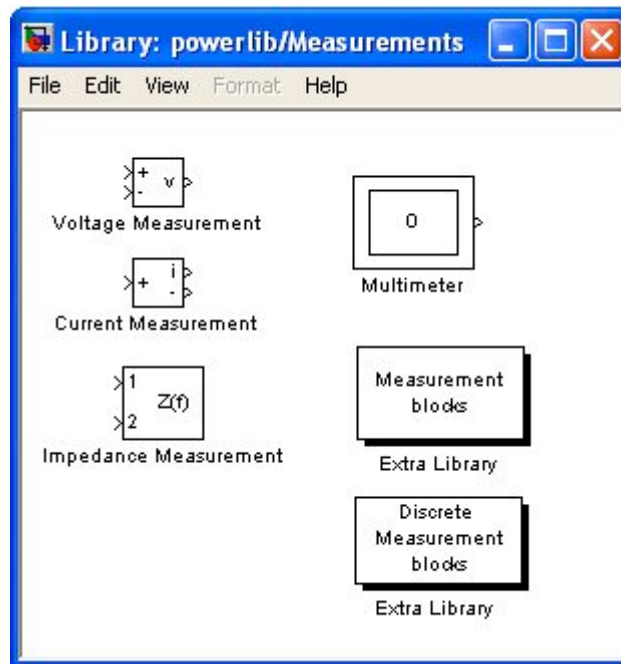 Library: powerlib/Measurements
File Edit View Format Help
+ v
-
Voltage Measurement
+ i
-
Current Measurement
1
Z(f)
2
Impedance Measurement
0
Multimeter
Measurement
blocks
Extra Library
Discrete
Measurement
blocks
Extra Library